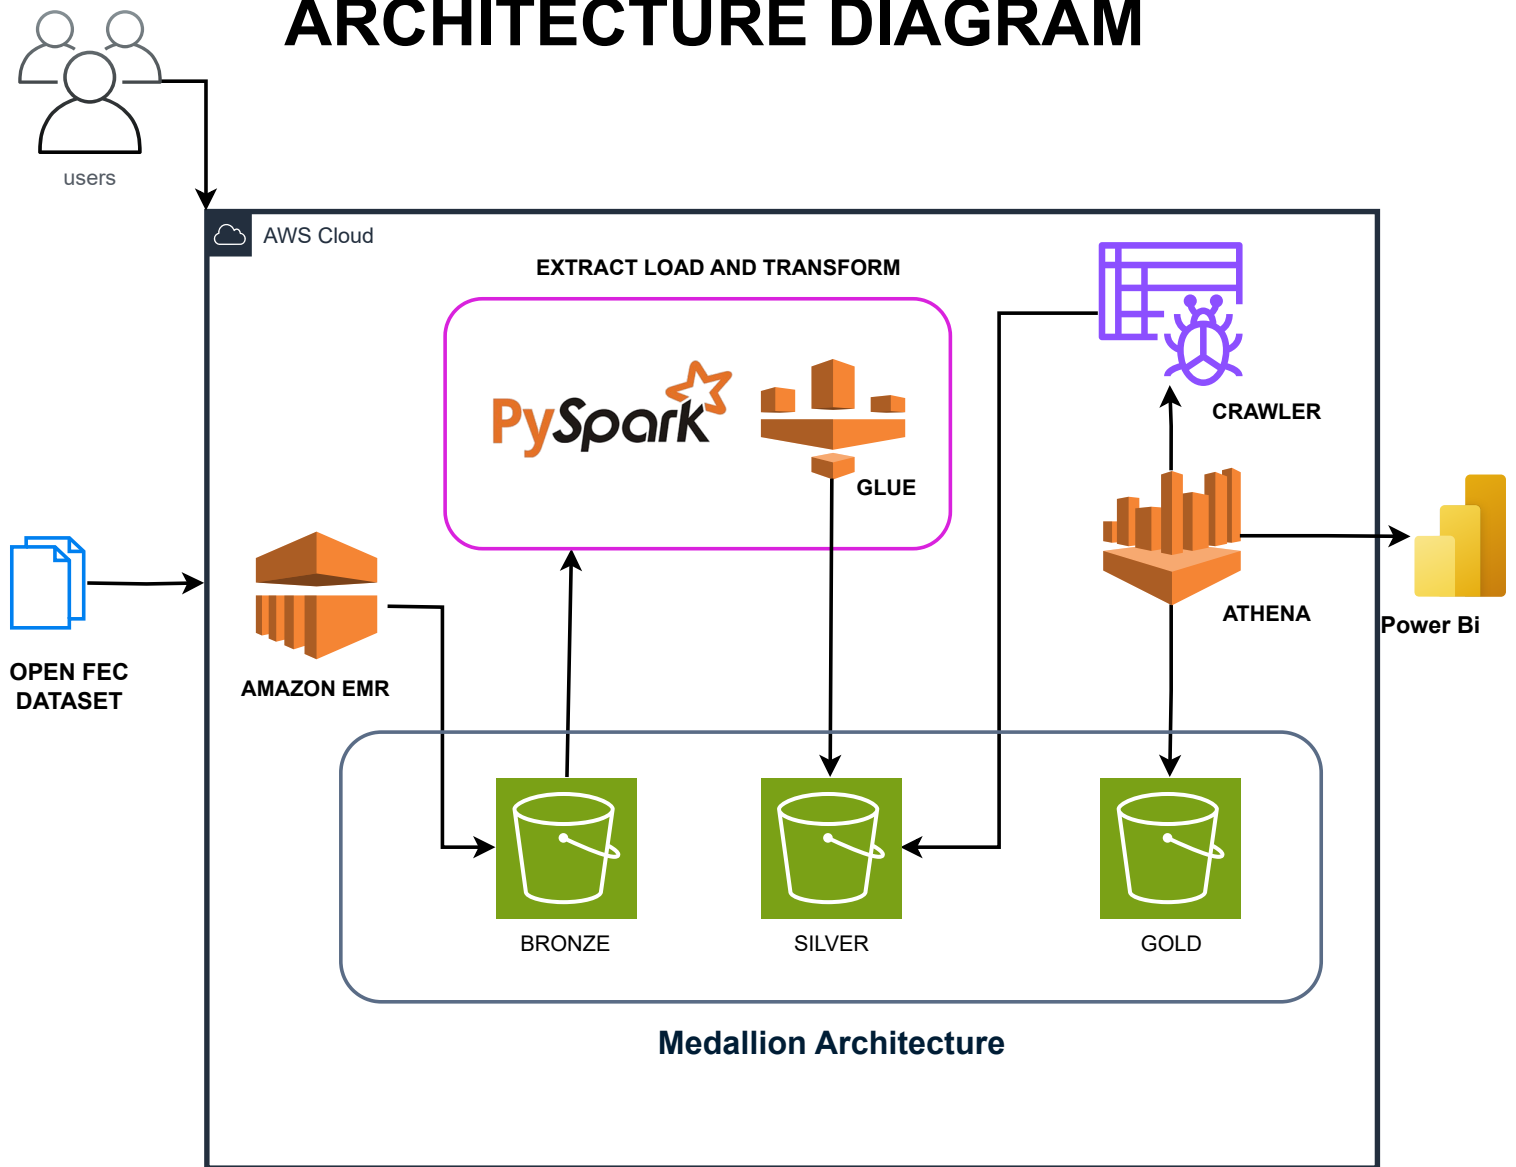 ARCHITECTURE DIAGRAM
users
AWS Cloud
EXTRACT LOAD AND TRANSFORM
PySpark
GLUE
CRAWLER
ATHENA
Power Bi
OPEN FEC
DATASET
AMAZON EMR
BRONZE
SILVER
GOLD
Medallion Architecture